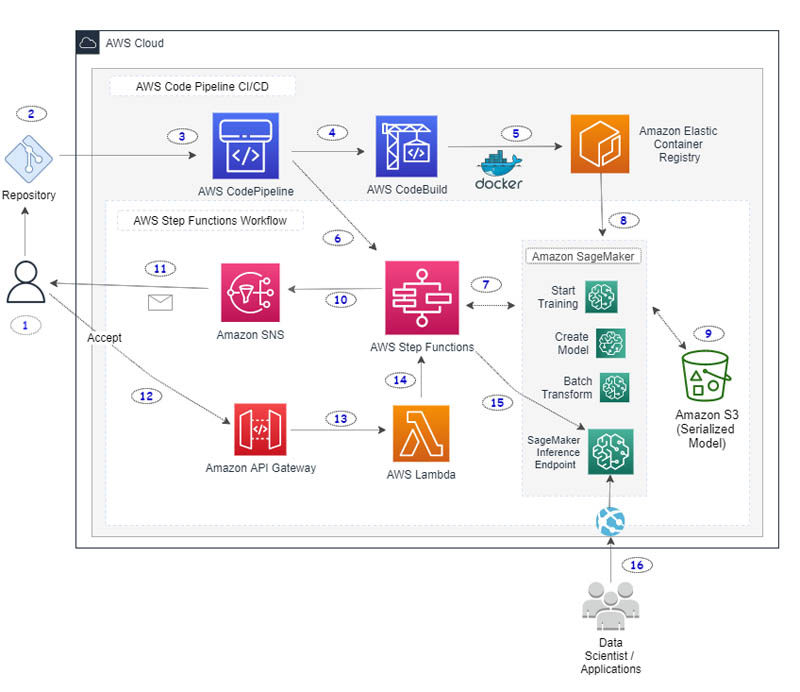 AWS Cloud
AWS Code Pipeline CI/CD
2
3
4
5
Repository
AWS CodePipeline
AWS CodeBuild
docker
Amazon Elastic
Container
Registry
AWS Step Functions Workflow
6
8
11
10
7
Amazon SageMaker
Start
Training
1
Amazon SNS
AWS Step Functions
Create
Model
9
Accept
Batch
Transform
12
13
14
15
Amazon S3
(Serialized
Model)
SageMaker
Inference
Endpoint
Amazon API Gateway
AWS Lambda
16
Data
Scientist /
Applications